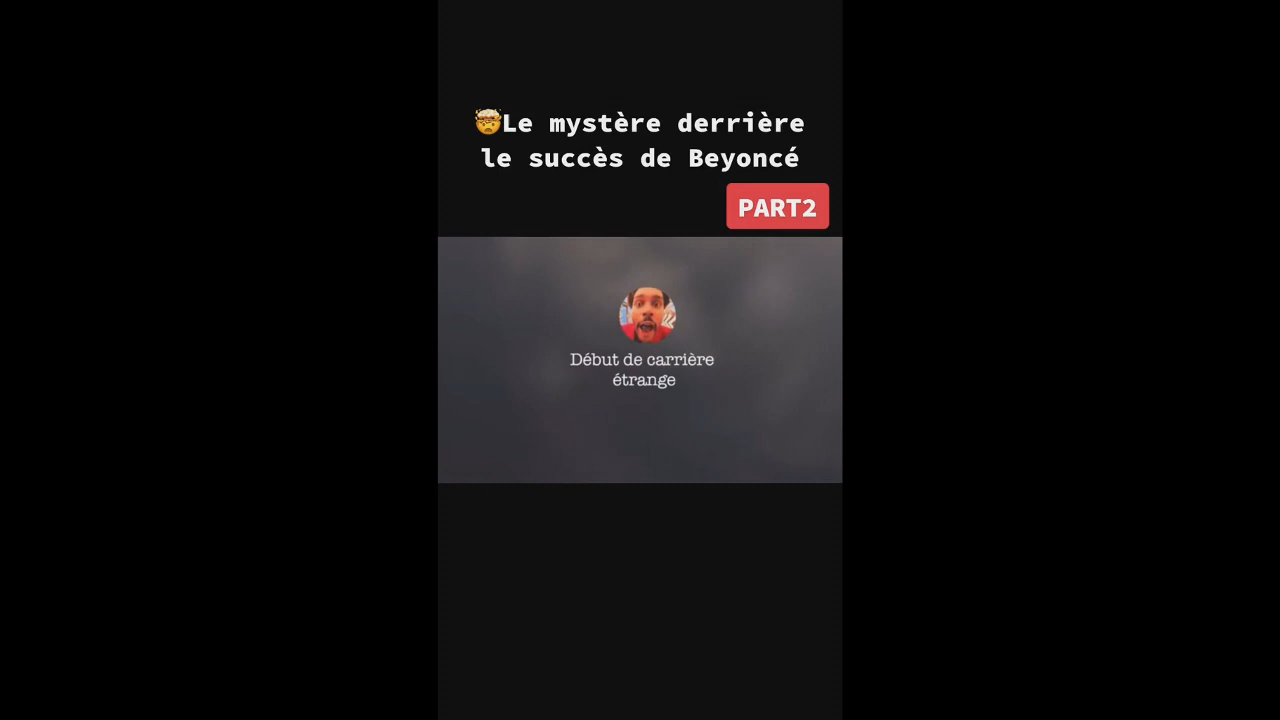 🤯Le mystère derrière
le succès de Beyoncé
PART2
Début de carrière
étrange